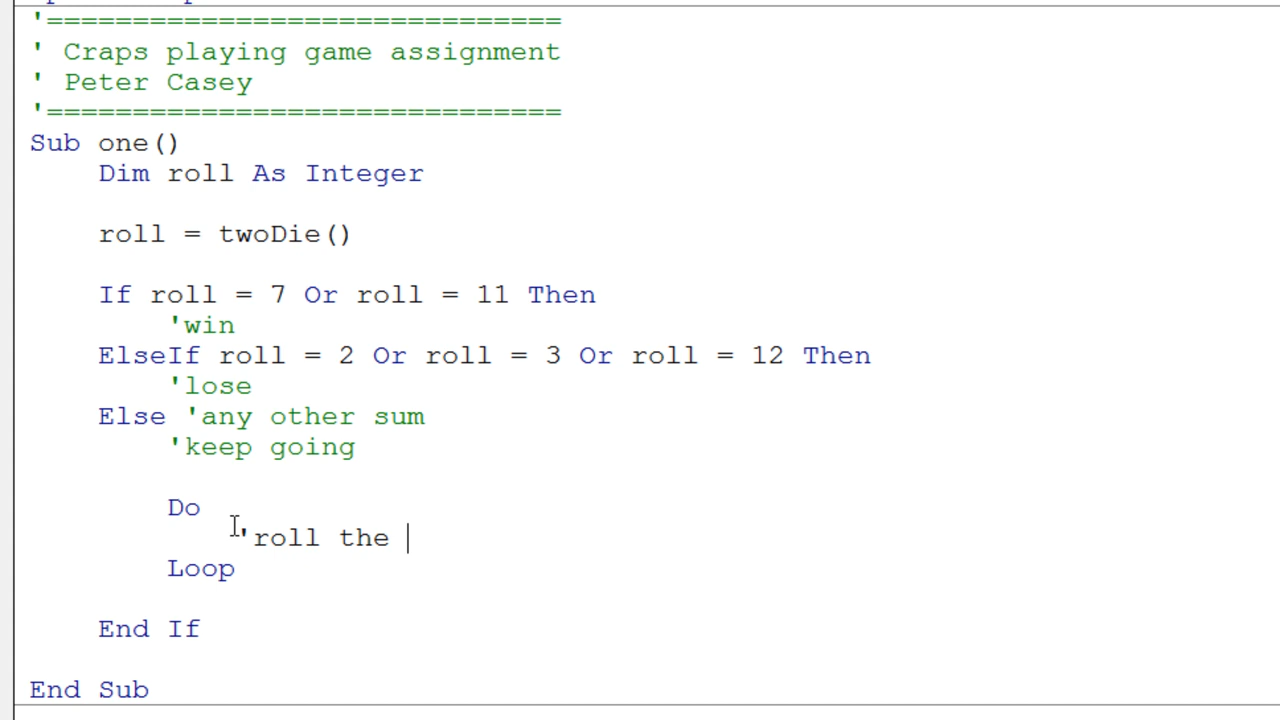 '==============================
' Craps playing game assignment
' Peter Casey
'==============================
Sub one()
    Dim roll As Integer

    roll = twoDie()

    If roll = 7 Or roll = 11 Then
        'win
    ElseIf roll = 2 Or roll = 3 Or roll = 12 Then
        'lose
    Else 'any other sum
        'keep going

        Do
            'roll the
        Loop

    End If

End Sub